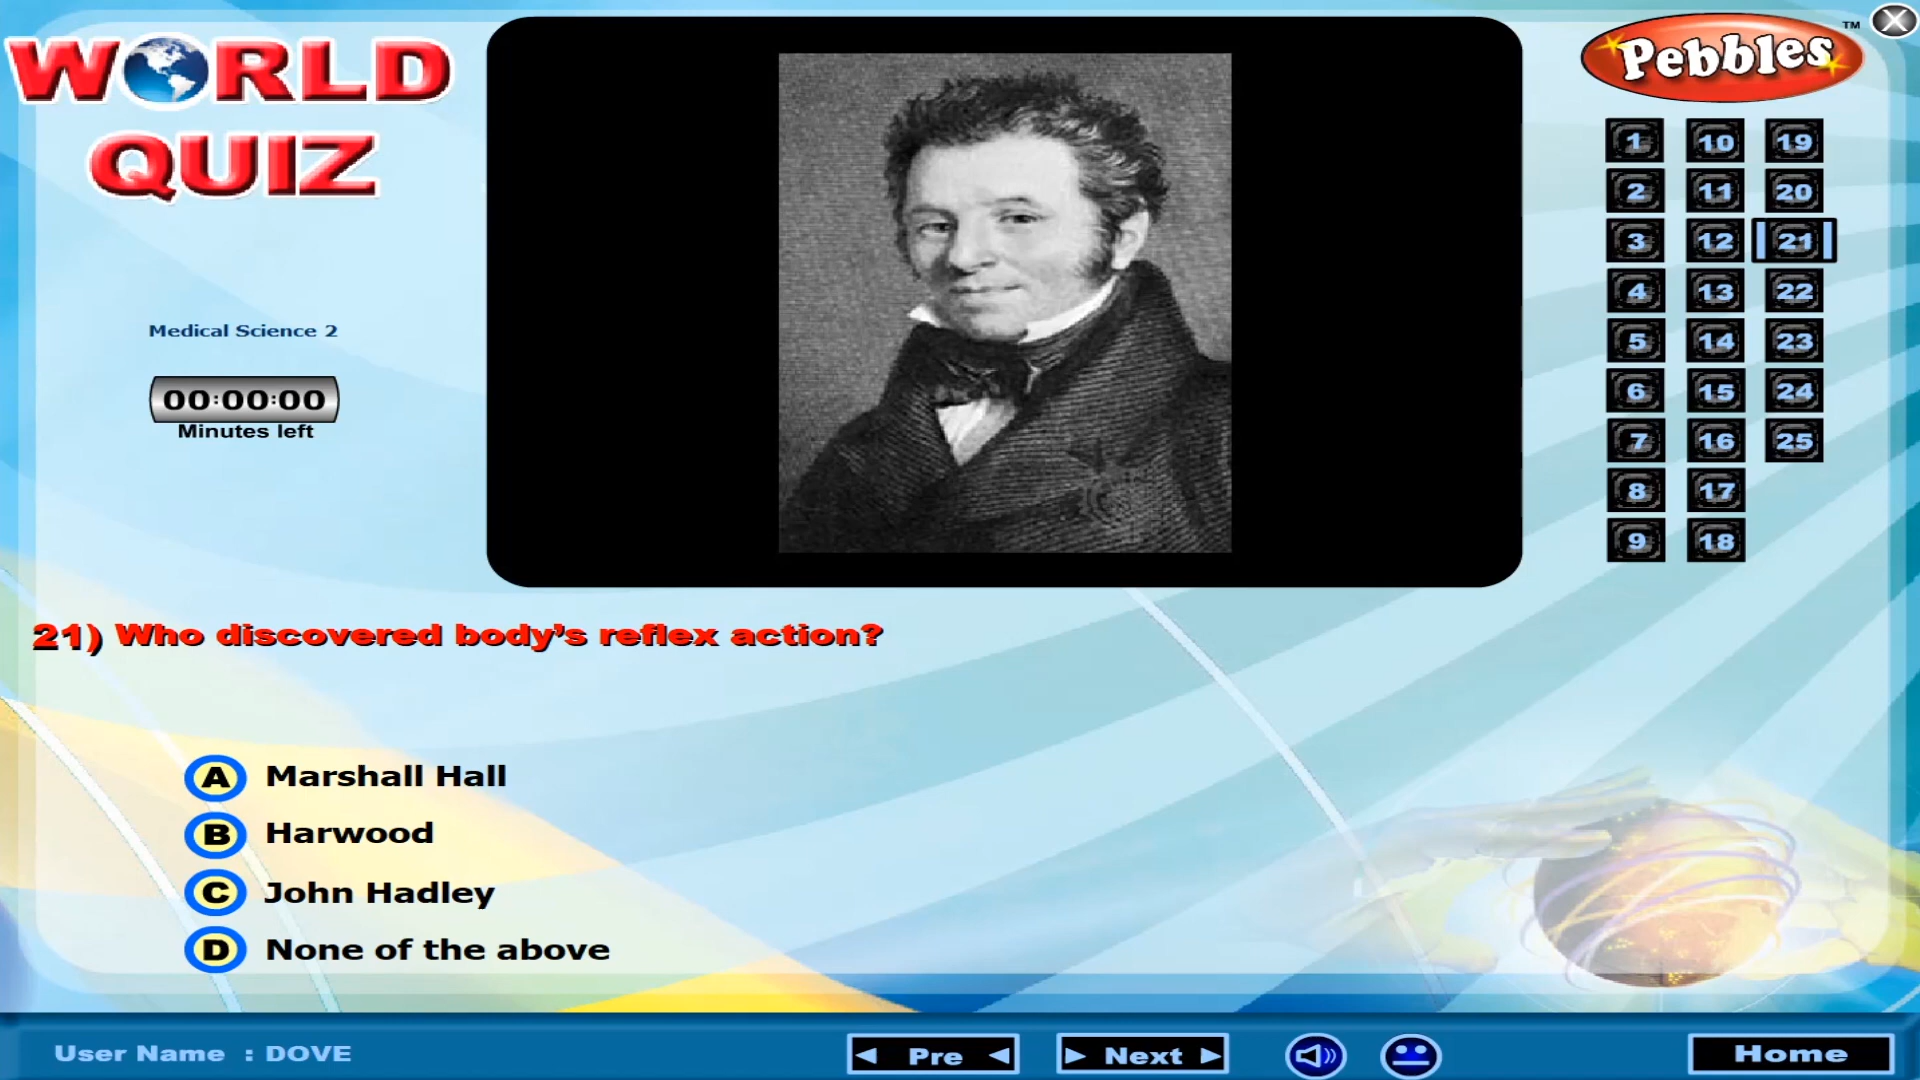 WORLD
QUIZ
Pebbles™
Medical Science 2
00:00:00
Minutes left
1 10 19
2 11 20
3 12 21
4 13 22
5 14 23
6 15 24
7 16 25
8 17
9 18
21) Who discovered body's reflex action?
A Marshall Hall
B Harwood
C John Hadley
D None of the above
User Name : DOVE
Pre
Next
Home